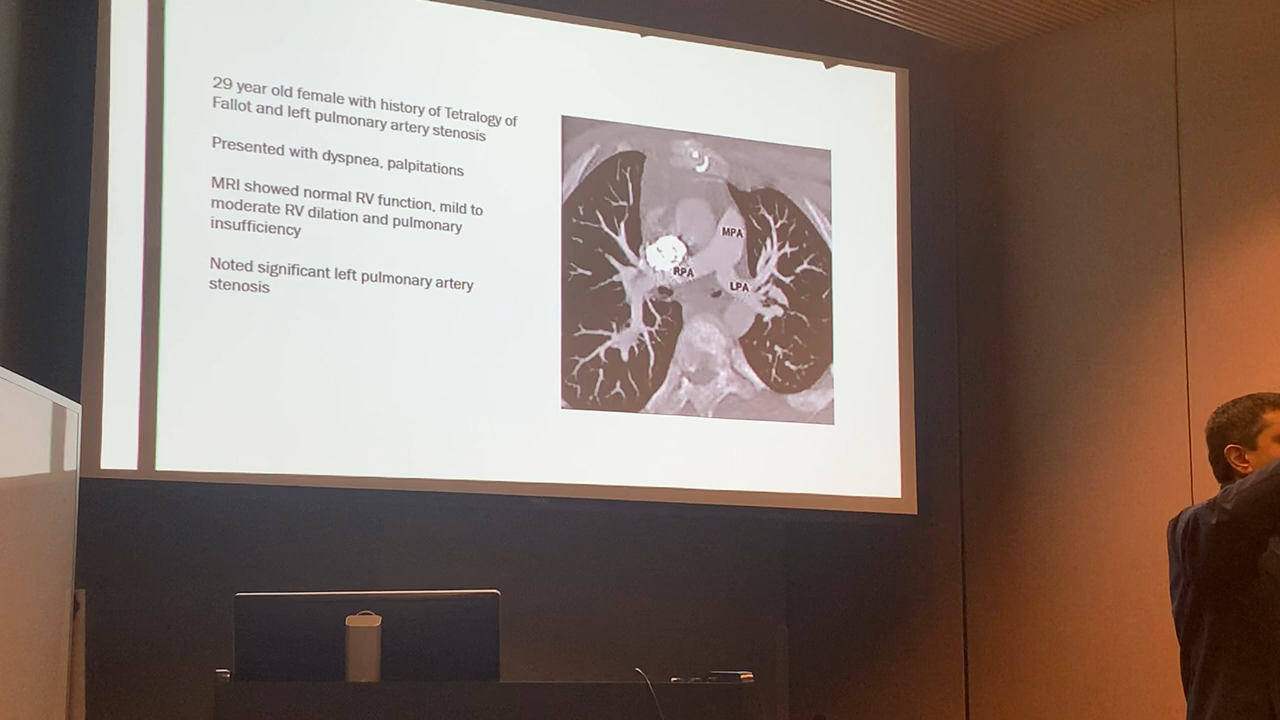 29 year old female with history of Tetralogy of
Fallot and left pulmonary artery stenosis
Presented with dyspnea, palpitations
MRI showed normal RV function, mild to
moderate RV dilation and pulmonary
insufficiency
Noted significant left pulmonary artery
stenosis
MPA
RPA
LPA